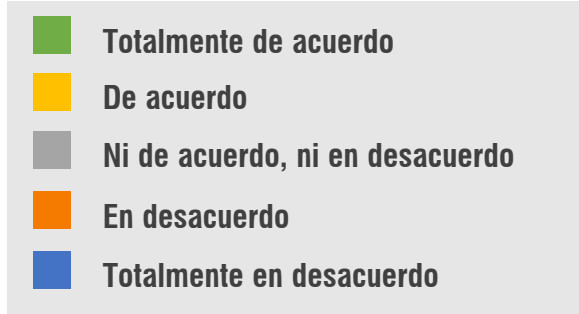 Totalmente de acuerdo
De acuerdo
Ni de acuerdo, ni en desacuerdo
En desacuerdo
Totalmente en desacuerdo